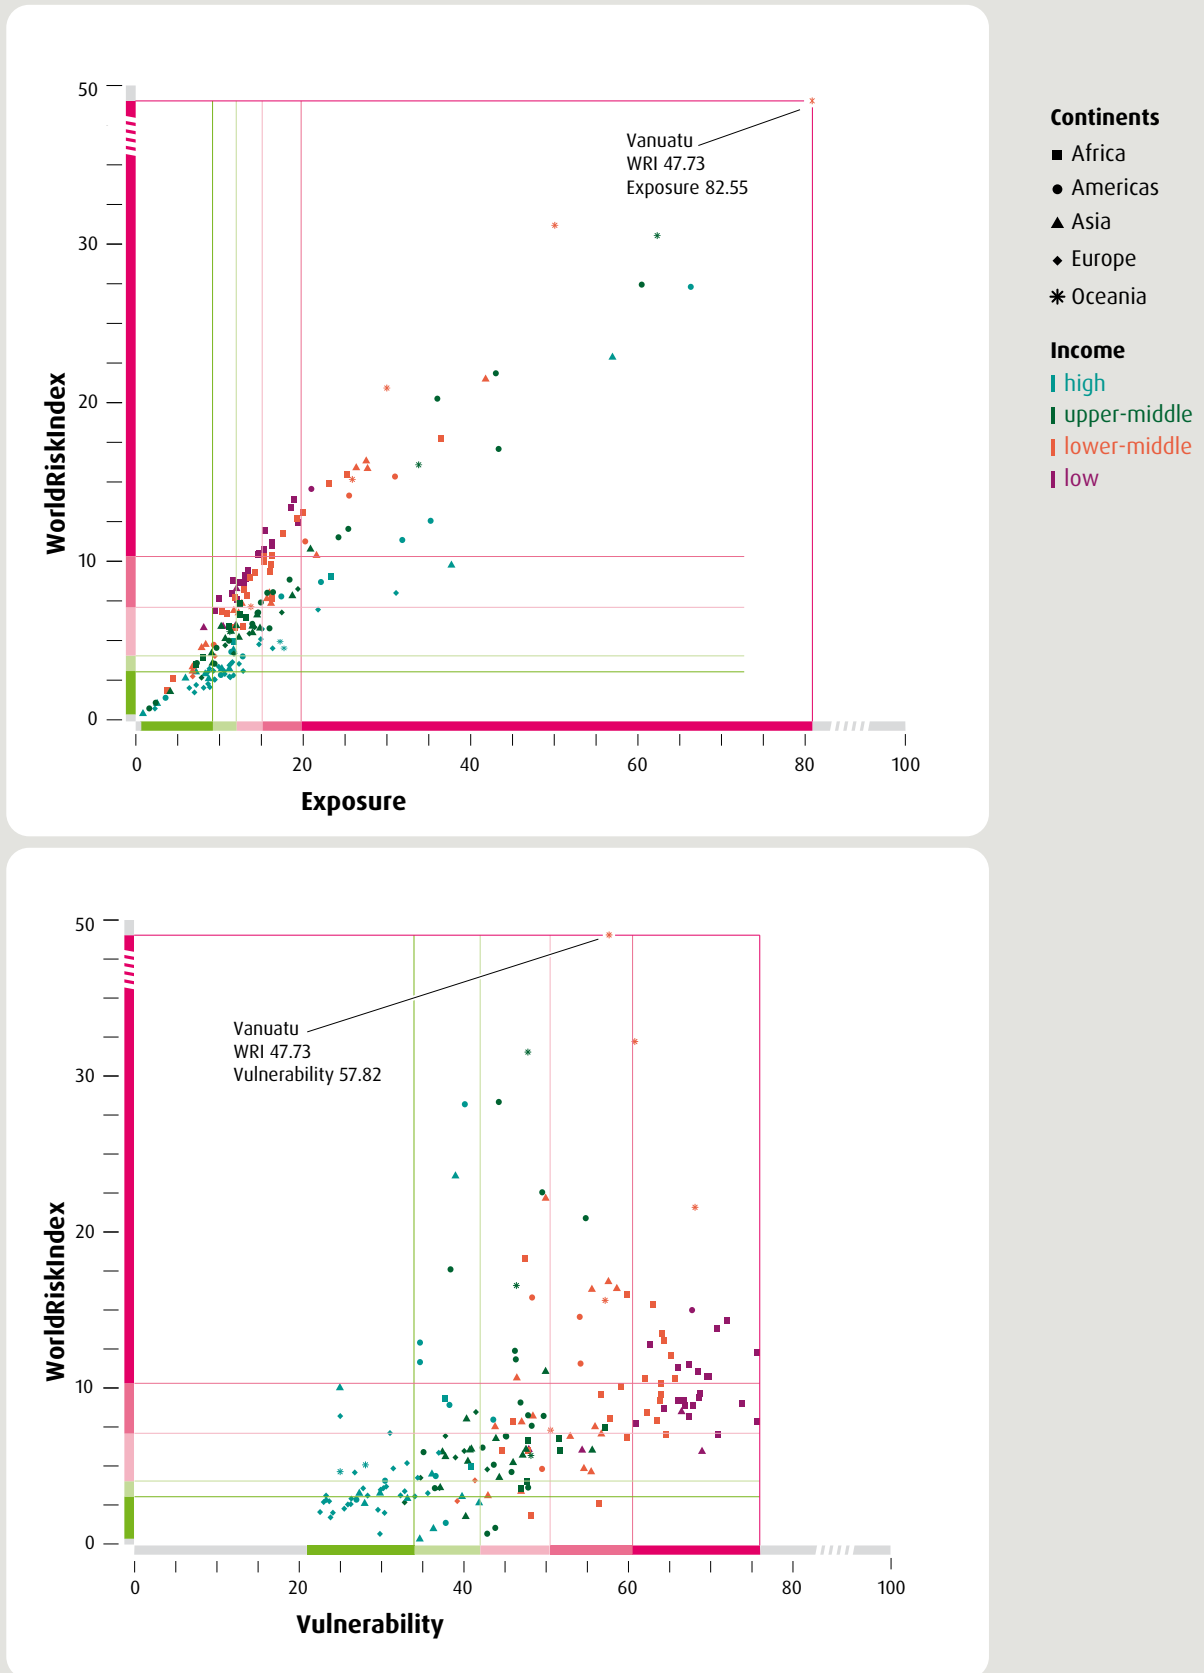 50
30
20
10
0
WorldRiskIndex
Vanuatu
WRI 47.73
Exposure 82.55
0 20 40 60 80 100
Exposure
Continents
Africa
Americas
Asia
Europe
Oceania
Income
high
upper-middle
lower-middle
low
50
30
20
10
0
WorldRiskIndex
Vanuatu
WRI 47.73
Vulnerability 57.82
0 20 40 60 80 100
Vulnerability